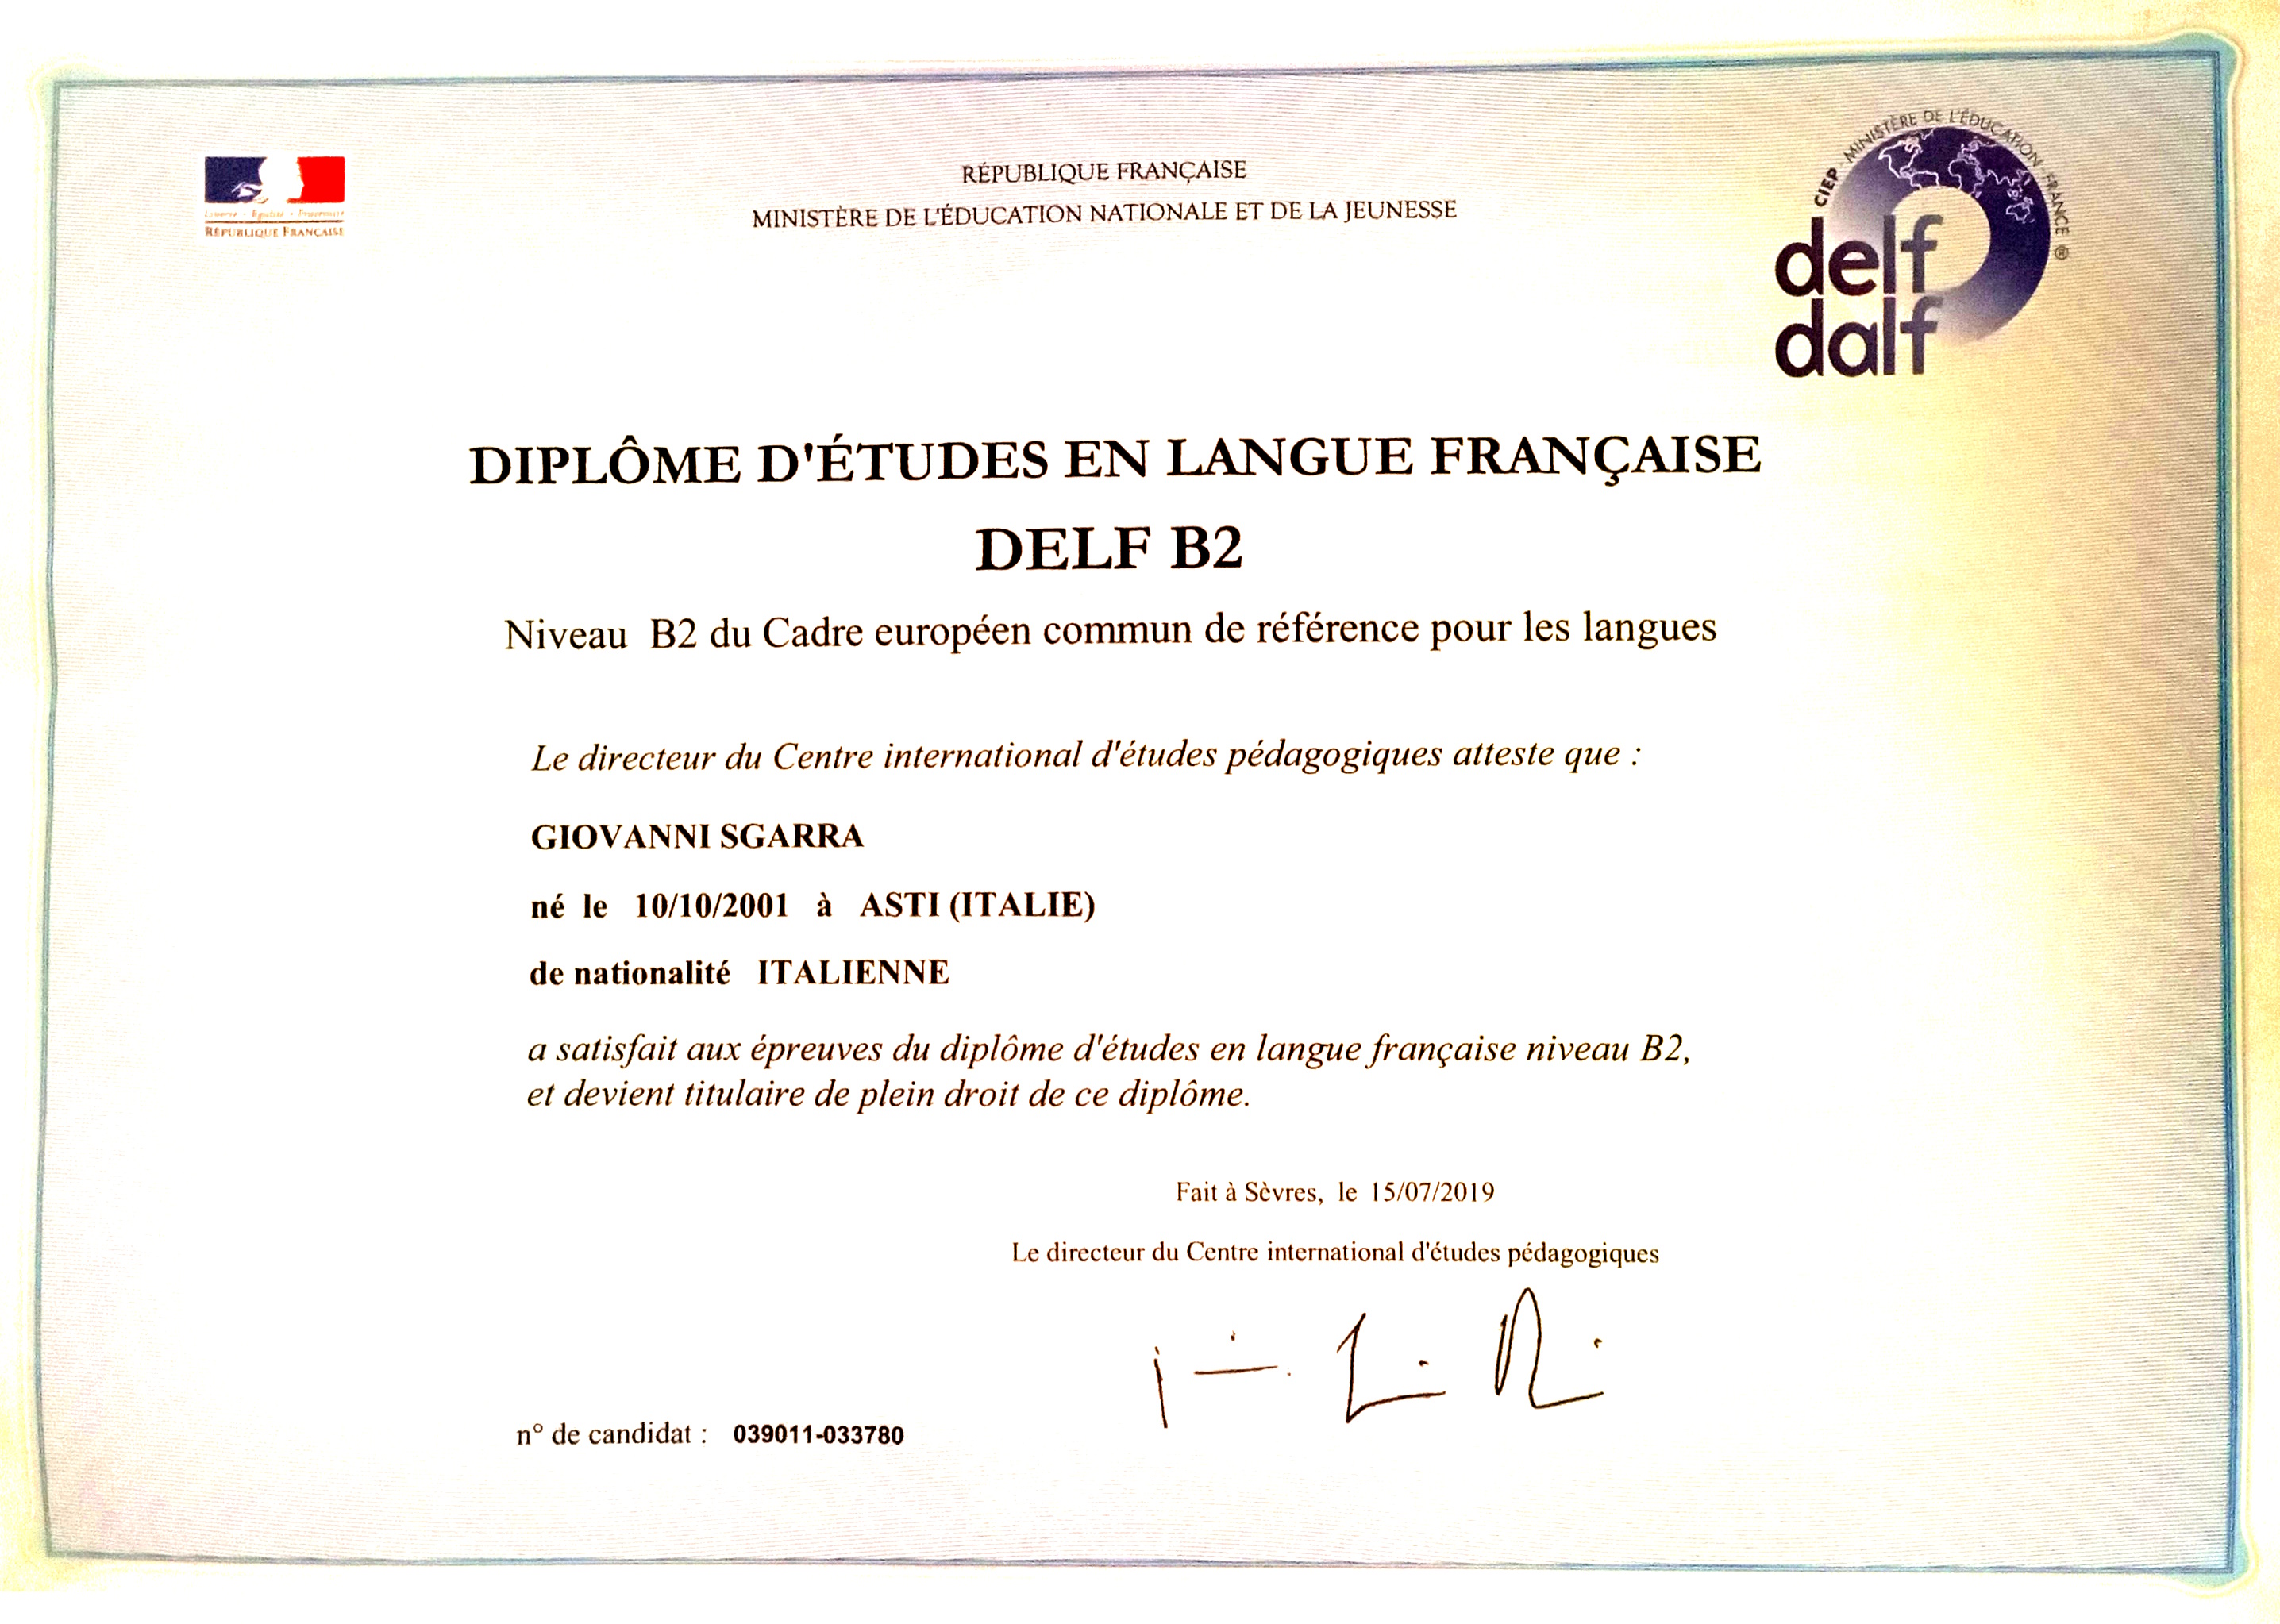 Liberté • Égalité • Fraternité
RÉPUBLIQUE FRANÇAISE
RÉPUBLIQUE FRANÇAISE
MINISTÈRE DE L'ÉDUCATION NATIONALE ET DE LA JEUNESSE
CIEP - MINISTÈRE DE L'ÉDUCATION - FRANCE ®
delf
dalf
DIPLÔME D'ÉTUDES EN LANGUE FRANÇAISE
DELF B2
Niveau B2 du Cadre européen commun de référence pour les langues
Le directeur du Centre international d'études pédagogiques atteste que :
GIOVANNI SGARRA
né le 10/10/2001 à ASTI (ITALIE)
de nationalité ITALIENNE
a satisfait aux épreuves du diplôme d'études en langue française niveau B2,
et devient titulaire de plein droit de ce diplôme.
Fait à Sèvres, le 15/07/2019
Le directeur du Centre international d'études pédagogiques
n° de candidat : 039011-033780